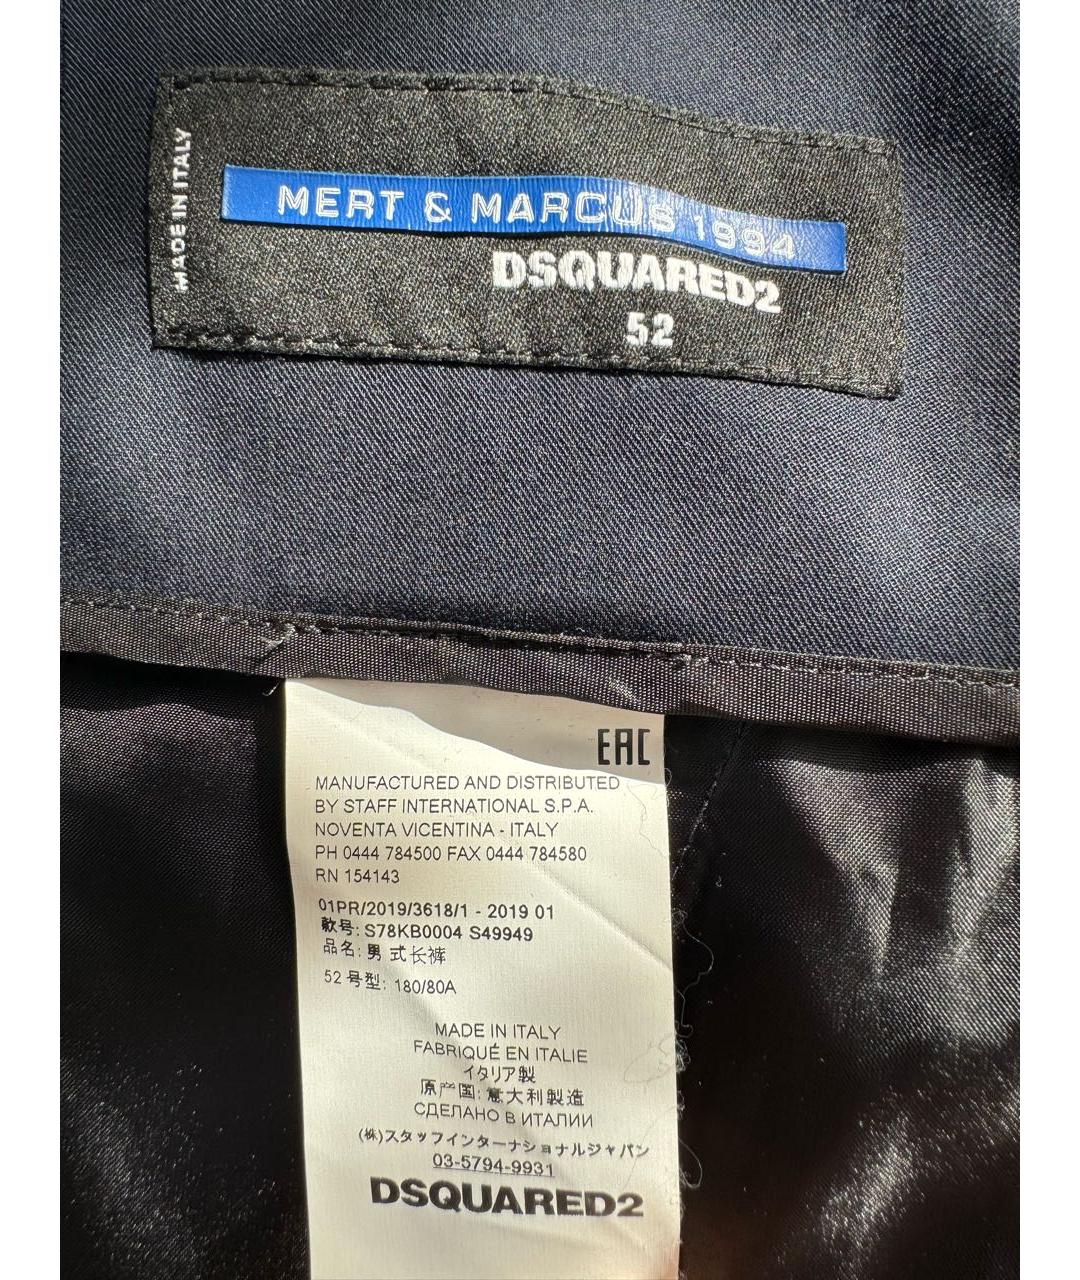 MADE IN ITALY
MERT & MARCUS 1994
DSQUARED2
52
EAC
MANUFACTURED AND DISTRIBUTED
BY STAFF INTERNATIONAL S.P.A.
NOVENTA VICENTINA - ITALY
PH 0444 784500 FAX 0444 784580
RN 154143
01PR/2019/3618/1 - 2019 01
款号: S78KB0004 S49949
品名: 男 式长裤
52 号型: 180/80A
MADE IN ITALY
FABRIQUÉ EN ITALIE
イタリア製
原产国: 意大利製造
СДЕЛАНО В ИТАЛИИ
(株)スタッフインターナショナルジャパン
03-5794-9931
DSQUARED2